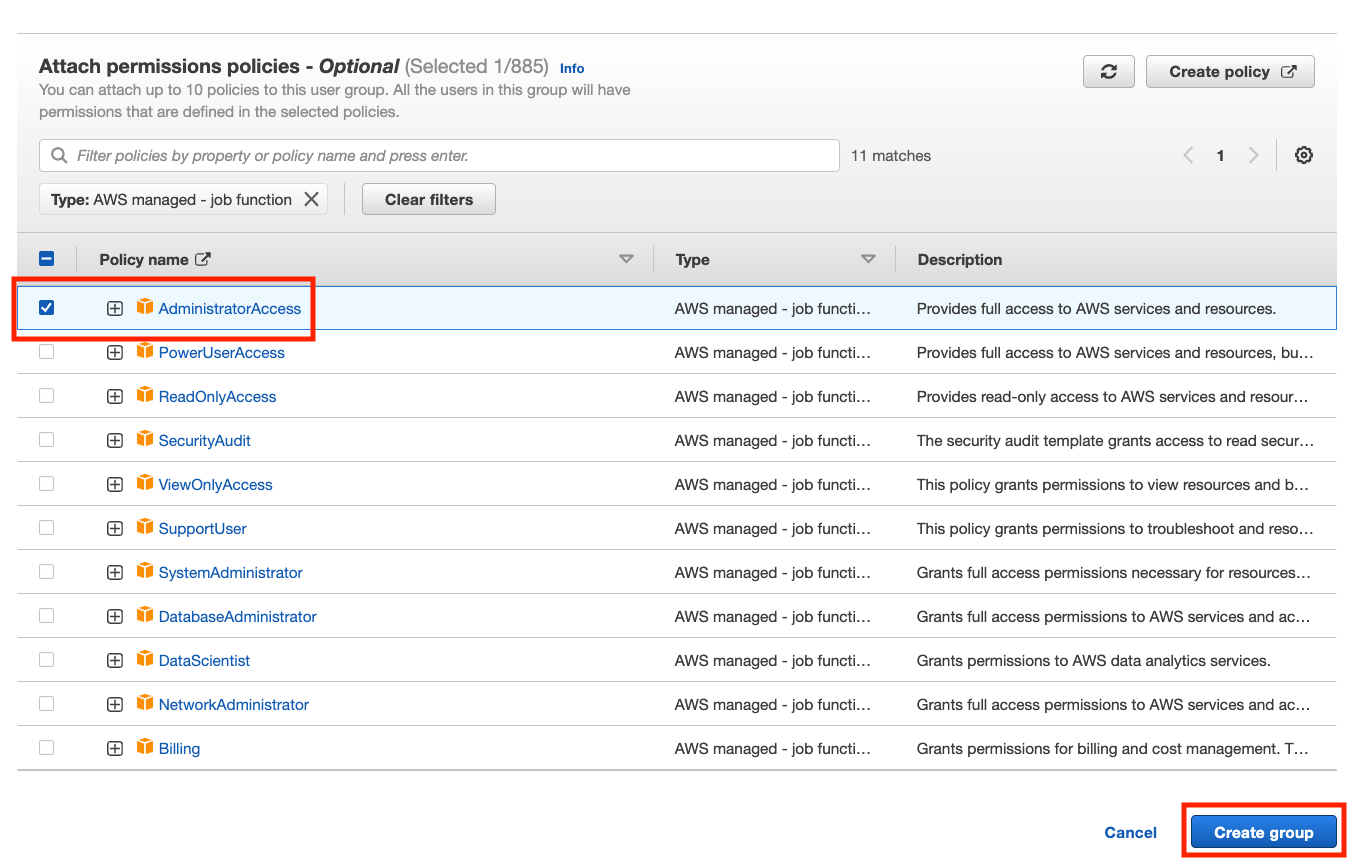 Attach permissions policies - Optional (Selected 1/885) Info
Create policy
You can attach up to 10 policies to this user group. All the users in this group will have
permissions that are defined in the selected policies.
Filter policies by property or policy name and press enter.
11 matches
1
Type: AWS managed - job function
Clear filters
Policy name Type Description
AdministratorAccess AWS managed - job functi… Provides full access to AWS services and resources.
PowerUserAccess AWS managed - job functi… Provides full access to AWS services and resources, bu…
ReadOnlyAccess AWS managed - job functi… Provides read-only access to AWS services and resour…
SecurityAudit AWS managed - job functi… The security audit template grants access to read secur…
ViewOnlyAccess AWS managed - job functi… This policy grants permissions to view resources and b…
SupportUser AWS managed - job functi… This policy grants permissions to troubleshoot and reso…
SystemAdministrator AWS managed - job functi… Grants full access permissions necessary for resources…
DatabaseAdministrator AWS managed - job functi… Grants full access permissions to AWS services and ac…
DataScientist AWS managed - job functi… Grants permissions to AWS data analytics services.
NetworkAdministrator AWS managed - job functi… Grants full access permissions to AWS services and ac…
Billing AWS managed - job functi… Grants permissions for billing and cost management. T…
Cancel
Create group